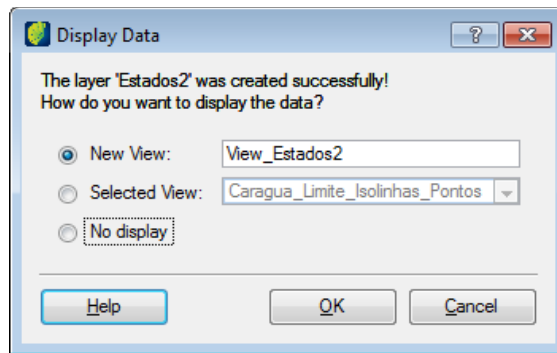 Display Data
The layer 'Estados2' was created successfully!
How do you want to display the data?
New View: View_Estados2
Selected View: Caragua_Limite_Isolinhas_Pontos
No display
Help OK Cancel